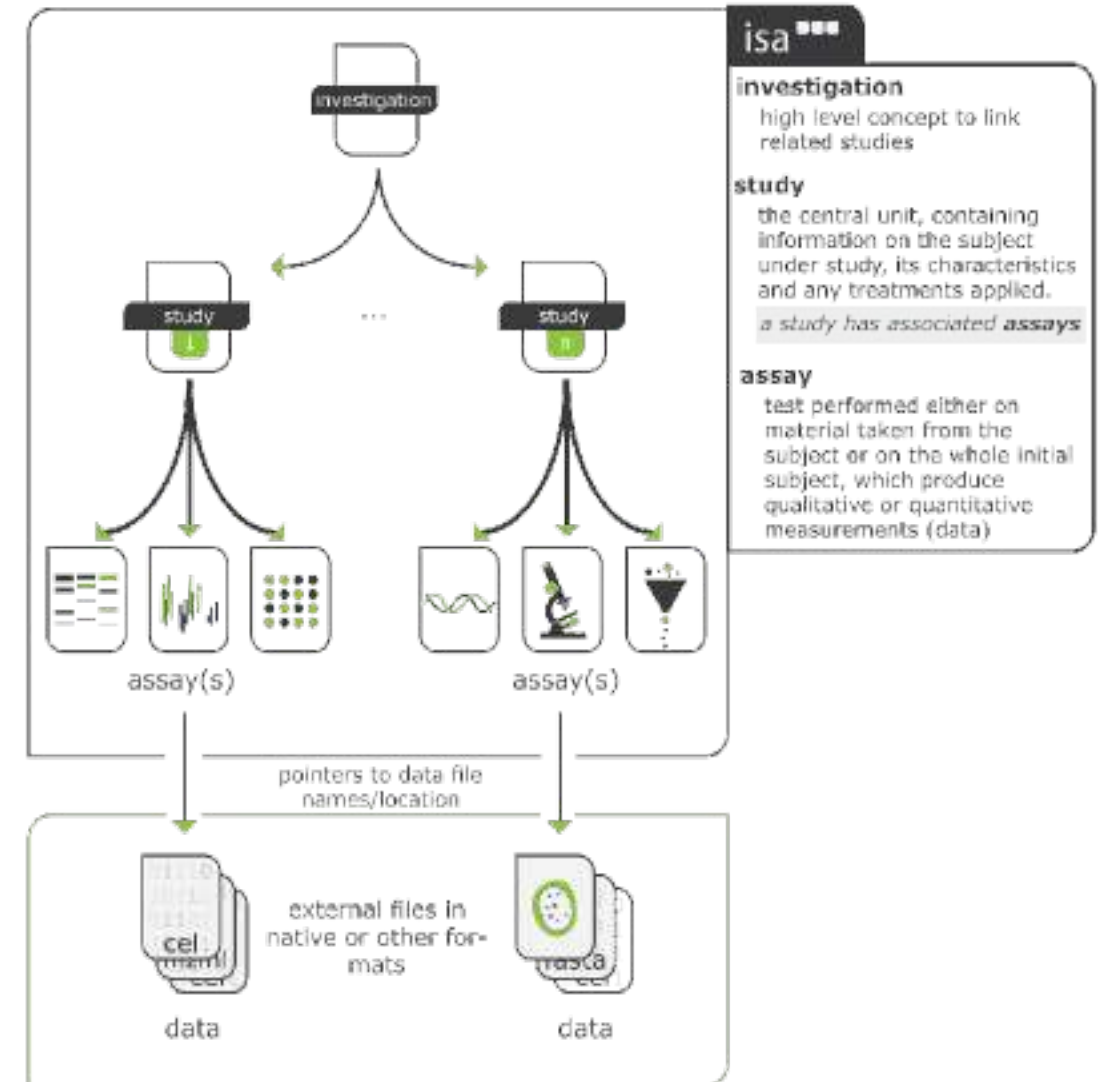 isa
investigation
high level concept to link
related studies
study
the central unit, containing
information on the subject
under study, its characteristics
and any treatments applied.
a study has associated assays
assay
test performed either on
material taken from the
subject or on the whole initial
subject, which produce
qualitative or quantitative
measurements (data)
investigation
study
...
study
n
assay(s)
assay(s)
pointers to data file
names/location
cel
external files in
native or other for-
mats
fasta
data
data